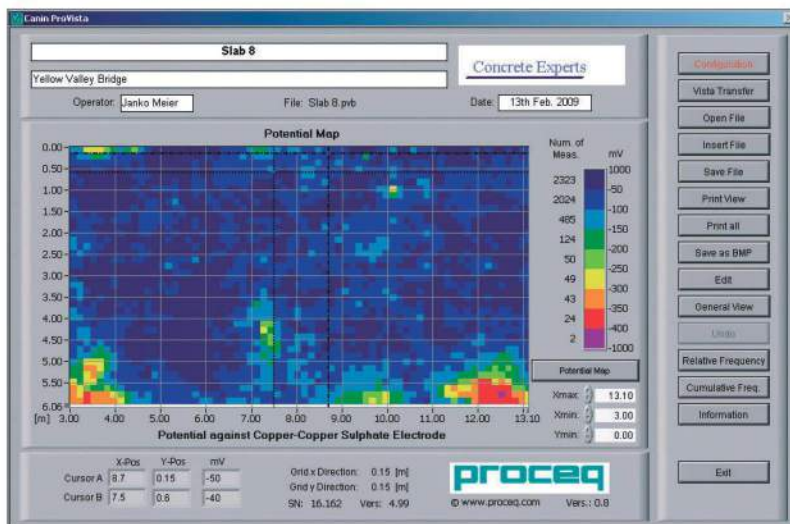 Canin ProVista
Slab 8
Yellow Valley Bridge
Concrete Experts
Operator: Janko Meier
File: Slab 8.pvb
Date: 13th Feb. 2009
Potential Map
Num. of Meas.
mV
0.00
0.50
1.00
1.50
2.00
2.50
3.00
3.50
4.00
4.50
5.00
5.50
6.06
[m] 3.00 4.00 5.00 6.00 7.00 8.00 9.00 10.00 11.00 12.00 13.10
Potential against Copper-Copper Sulphate Electrode
2323
2024
485
124
50
49
43
24
2
1000
-50
-100
-150
-200
-250
-300
-350
-400
-1000
Potential Map
Xmax: 13.10
Xmin: 3.00
Ymin: 0.00
X-Pos Y-Pos mV
Cursor A 8.7 0.15 -50
Cursor B 7.5 0.6 -40
Grid x Direction: 0.15 [m]
Grid y Direction: 0.15 [m]
SN: 16.162 Vers: 4.99
proceq
© www.proceq.com Vers.: 0.8
Configuration
Vista Transfer
Open File
Insert File
Save File
Print View
Print all
Save as BMP
Edit
General View
Undo
Relative Frequency
Cumulative Freq.
Information
Exit